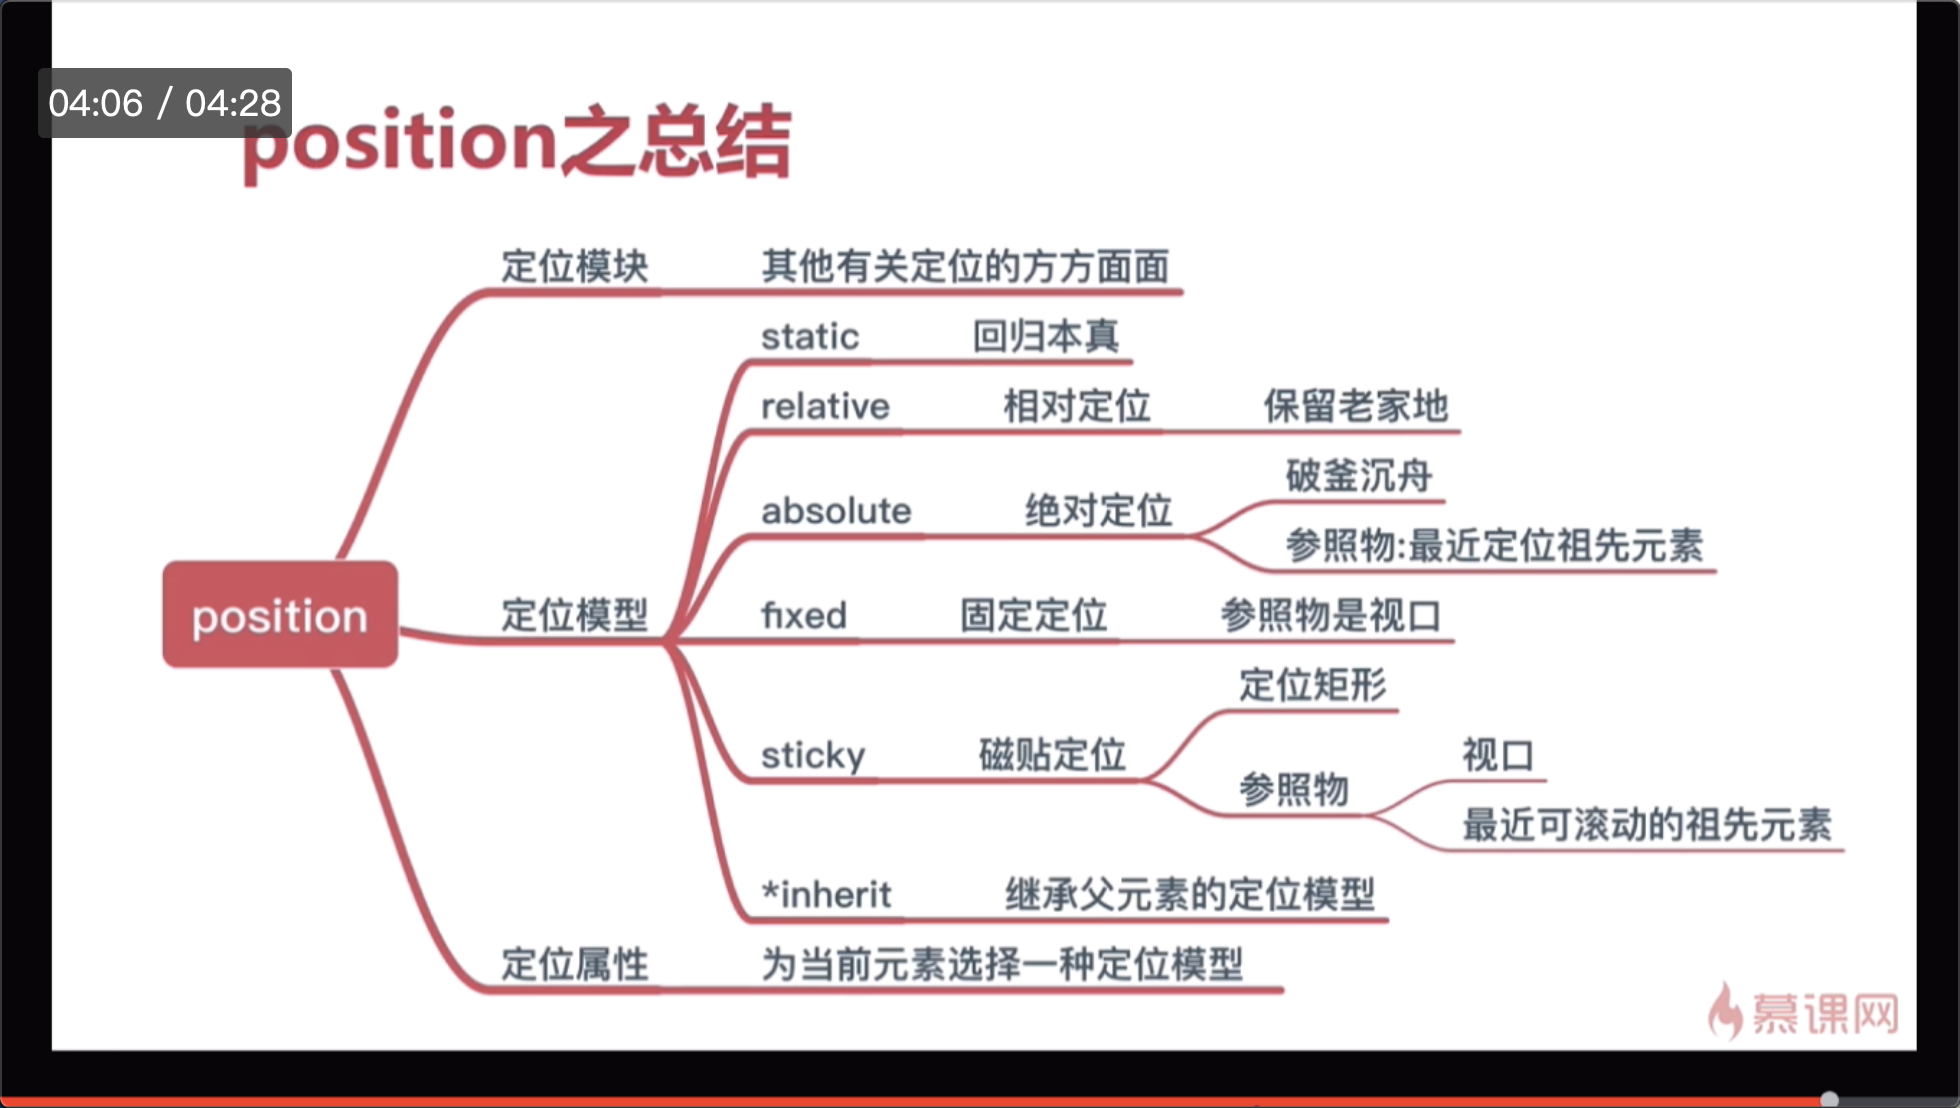 04:06 / 04:28
position之总结
定位模块 其他有关定位的方方面面
static 回归本真
relative 相对定位 保留老家地
破釜沉舟
absolute 绝对定位
参照物:最近定位祖先元素
position
定位模型
fixed 固定定位 参照物是视口
定位矩形
sticky 磁贴定位
视口
参照物
最近可滚动的祖先元素
*inherit 继承父元素的定位模型
定位属性 为当前元素选择一种定位模型
慕课网